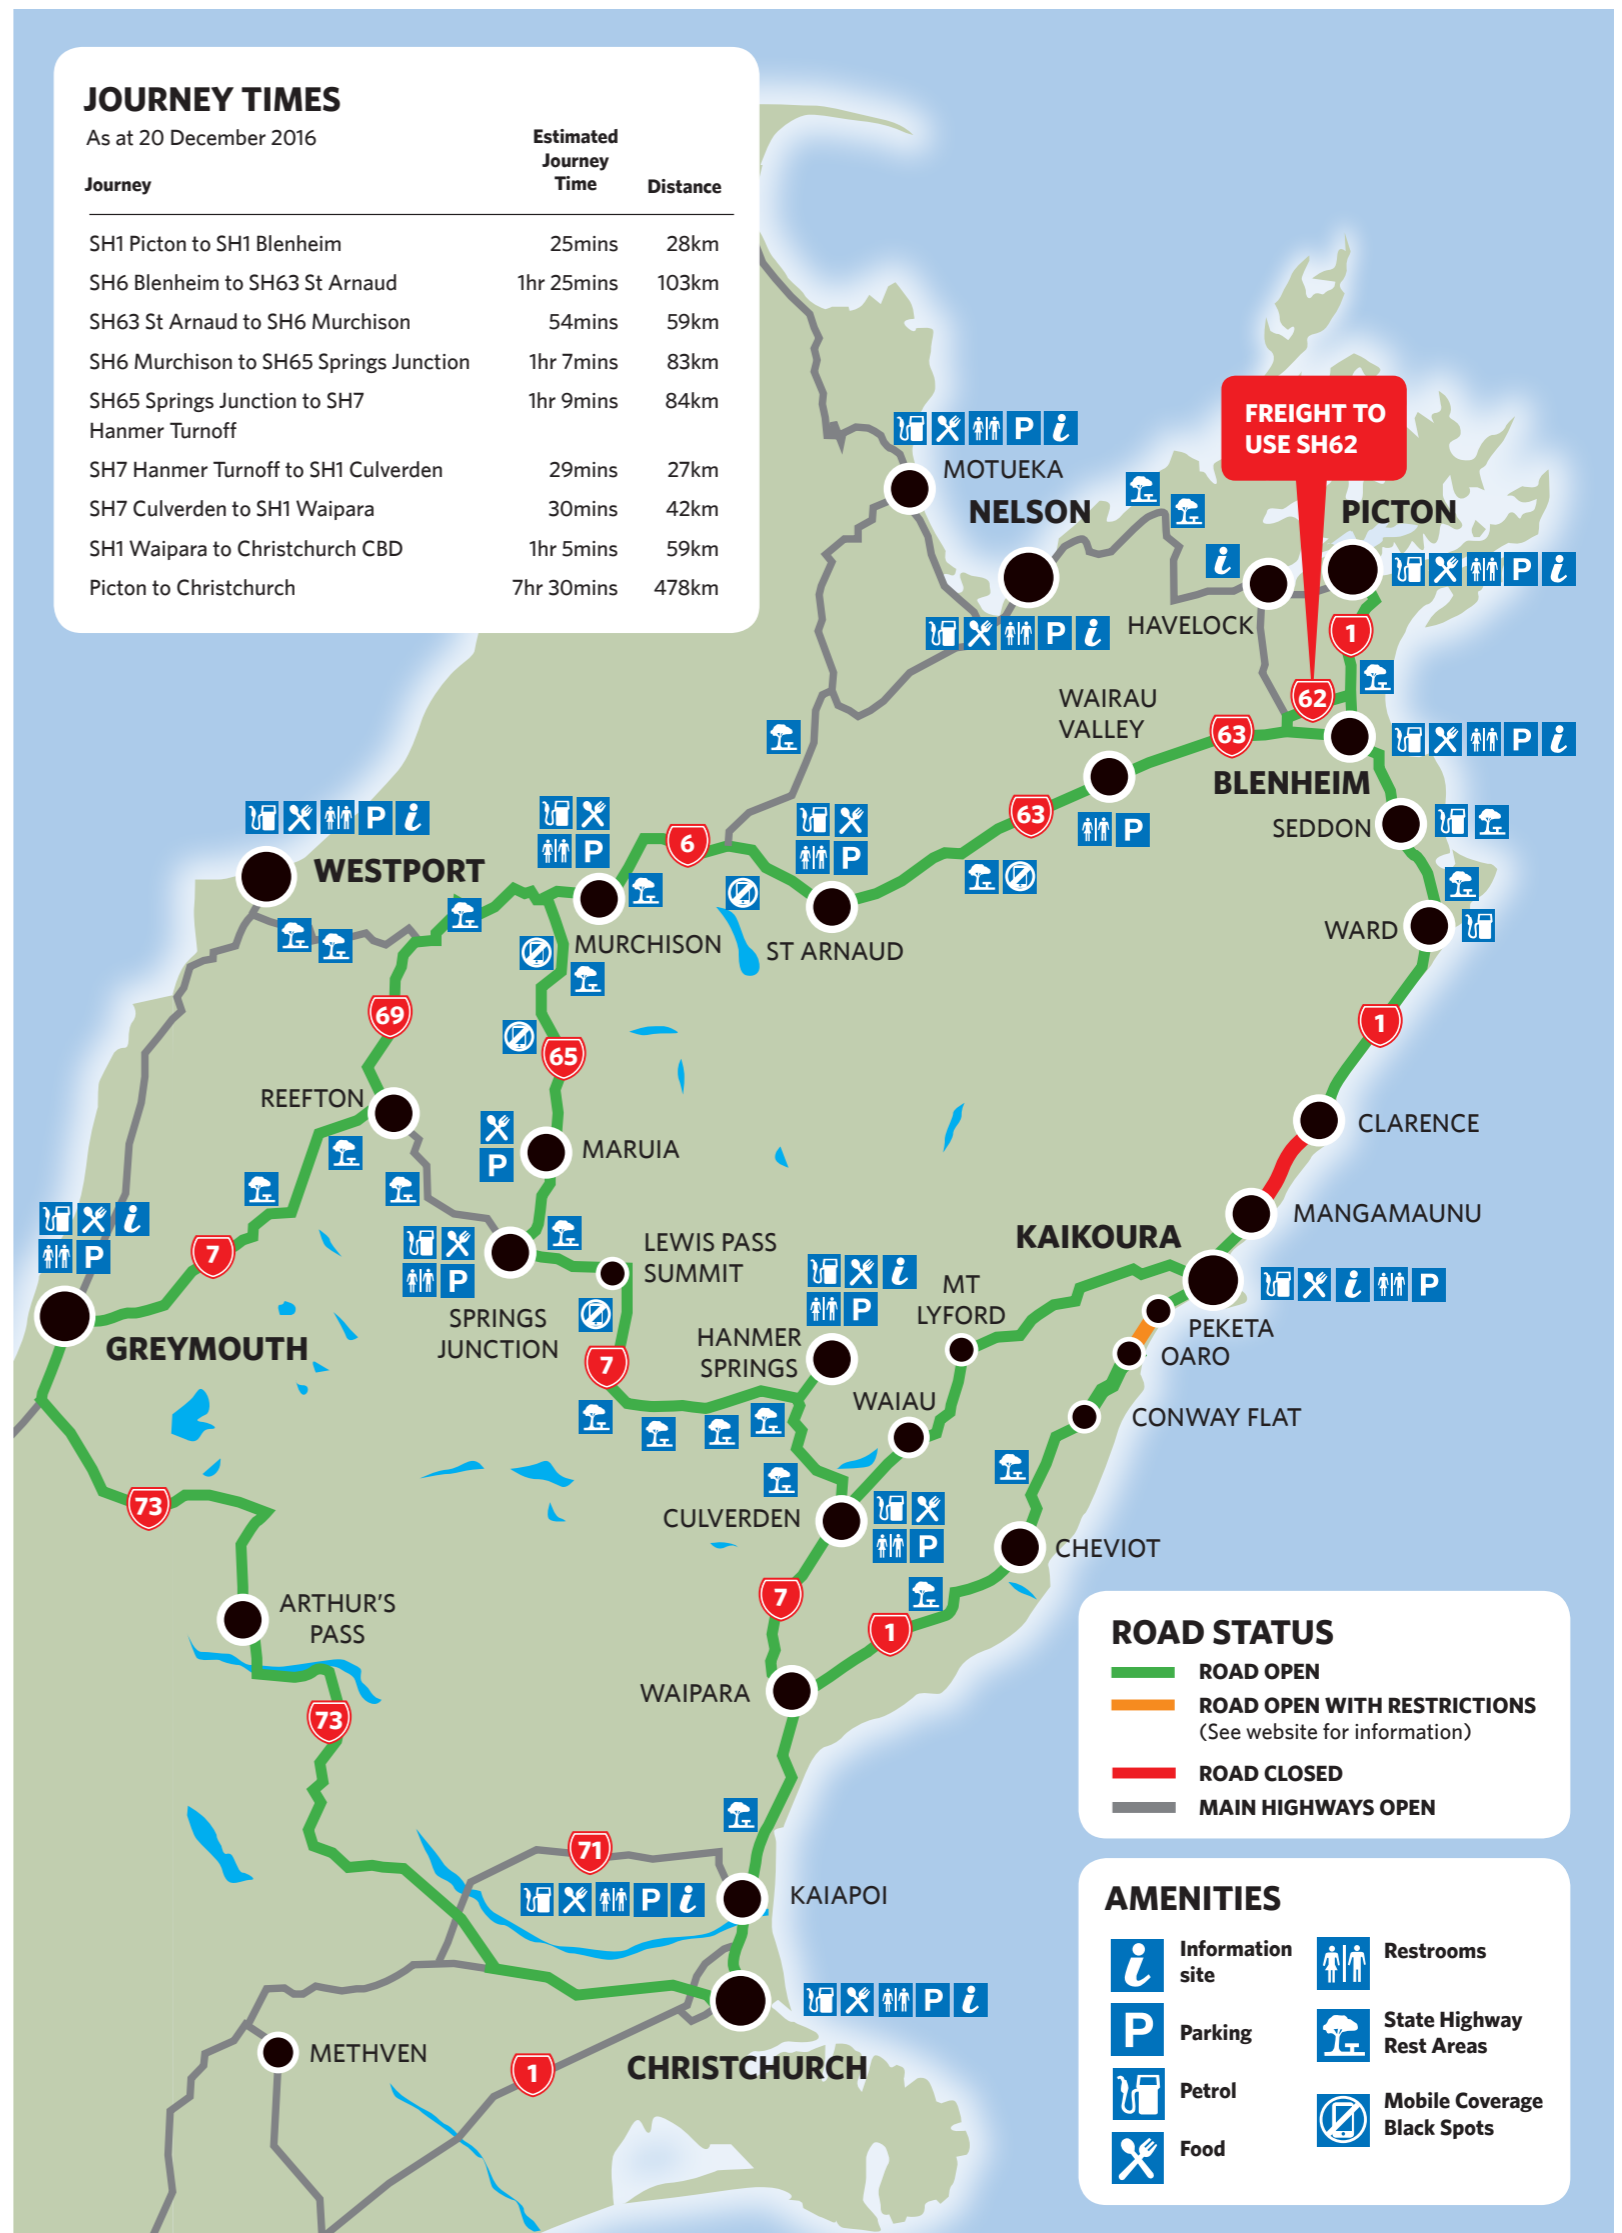 JOURNEY TIMES
As at 20 December 2016
Journey
Estimated
Journey
Time
Distance
SH1 Picton to SH1 Blenheim 25mins 28km
SH6 Blenheim to SH63 St Arnaud 1hr 25mins 103km
SH63 St Arnaud to SH6 Murchison 54mins 59km
SH6 Murchison to SH65 Springs Junction 1hr 7mins 83km
SH65 Springs Junction to SH7 1hr 9mins 84km
Hanmer Turnoff
SH7 Hanmer Turnoff to SH1 Culverden 29mins 27km
SH7 Culverden to SH1 Waipara 30mins 42km
SH1 Waipara to Christchurch CBD 1hr 5mins 59km
Picton to Christchurch 7hr 30mins 478km
FREIGHT TO
USE SH62
P i
MOTUEKA
NELSON
PICTON
i
P i
HAVELOCK
P i
1
62
WAIRAU
VALLEY
63
P i
BLENHEIM
63
P
SEDDON
P i
WESTPORT
P
6
P
WARD
MURCHISON
ST ARNAUD
69
65
1
REEFTON
CLARENCE
MARUIA
P
MANGAMAUNU
i
P
7
KAIKOURA
P
LEWIS PASS
SUMMIT
i
P
MT
LYFORD
i P
GREYMOUTH
SPRINGS
JUNCTION
HANMER
SPRINGS
PEKETA
OARO
7
WAIAU
CONWAY FLAT
73
CULVERDEN
P
CHEVIOT
7
1
ARTHUR'S
PASS
WAIPARA
73
ROAD STATUS
ROAD OPEN
ROAD OPEN WITH RESTRICTIONS
(See website for information)
ROAD CLOSED
MAIN HIGHWAYS OPEN
71
P i
KAIAPOI
P i
METHVEN
1
CHRISTCHURCH
AMENITIES
i
Information
site
Restrooms
P
Parking
State Highway
Rest Areas
Petrol
Mobile Coverage
Black Spots
Food